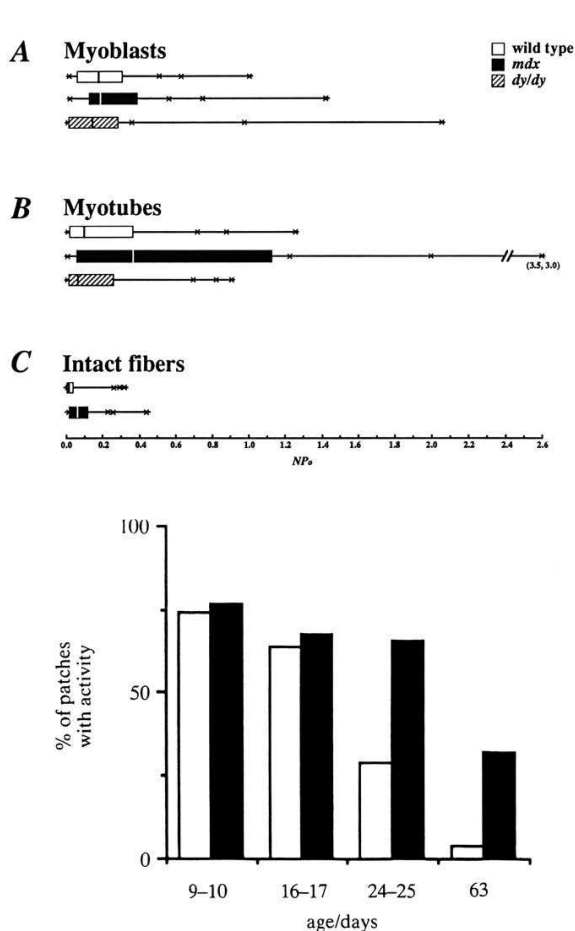 A Myoblasts
wild type
mdx
dy/dy
B Myotubes
(3.5, 3.0)
C Intact fibers
0.0 0.2 0.4 0.6 0.8 1.0 1.2 1.4 1.6 1.8 2.0 2.2 2.4 2.6
NPo
100
50
0
% of patches
with activity
9–10 16–17 24–25 63
age/days